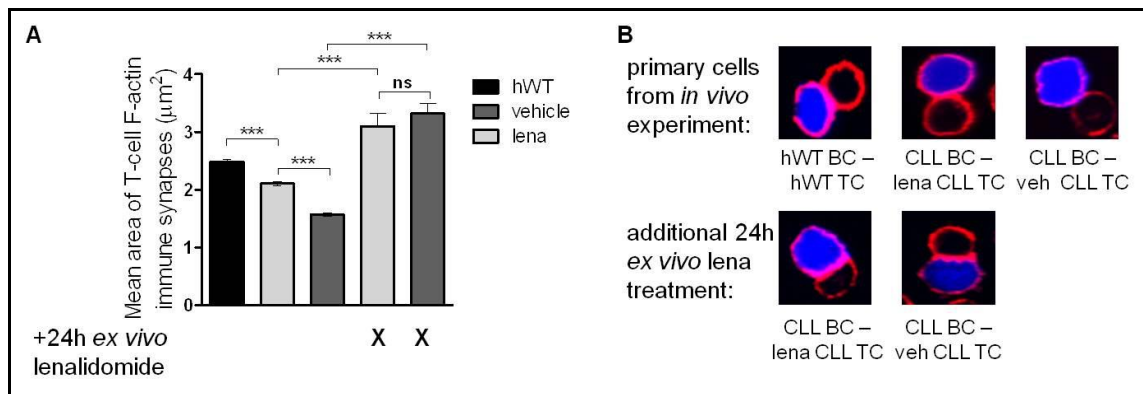 A
Mean area of T-cell F-actin
immune synapses (μm²)
4
3
2
1
0
***
***
***
***
ns
hWT
vehicle
lena
+24h ex vivo
lenalidomide
X X
B
primary cells
from in vivo
experiment:
hWT BC –
hWT TC
CLL BC –
lena CLL TC
CLL BC –
veh CLL TC
additional 24h
ex vivo lena
treatment:
CLL BC –
lena CLL TC
CLL BC –
veh CLL TC